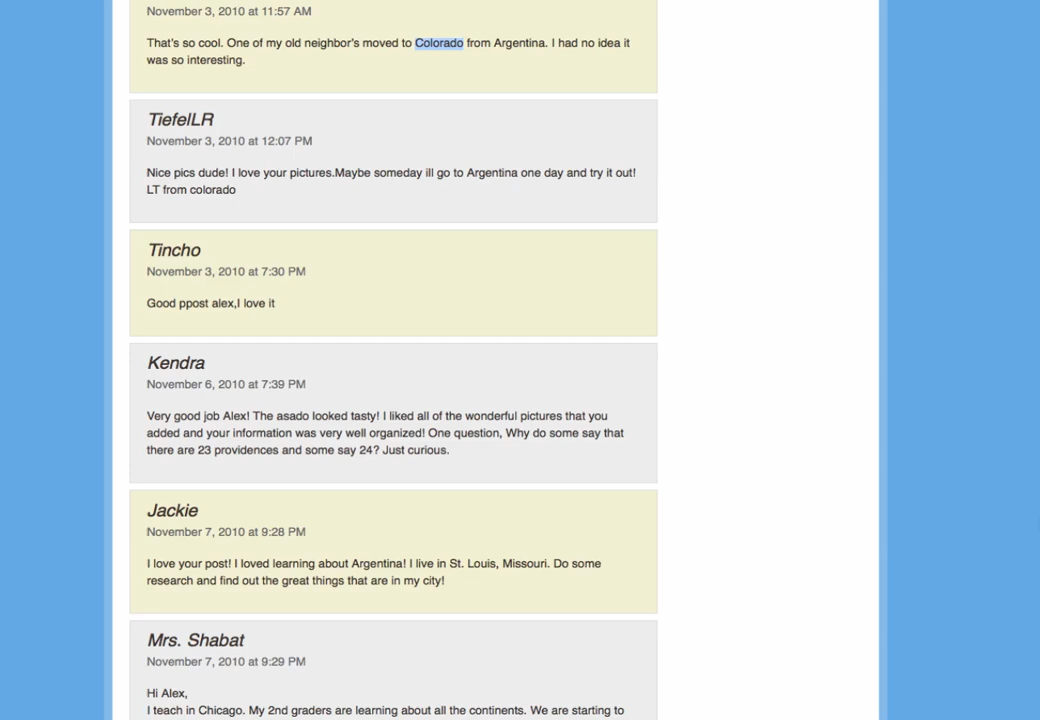 November 3, 2010 at 11:57 AM
That's so cool. One of my old neighbor's moved to Colorado from Argentina. I had no idea it
was so interesting.
TiefelLR
November 3, 2010 at 12:07 PM
Nice pics dude! I love your pictures.Maybe someday ill go to Argentina one day and try it out!
LT from colorado
Tincho
November 3, 2010 at 7:30 PM
Good ppost alex,I love it
Kendra
November 6, 2010 at 7:39 PM
Very good job Alex! The asado looked tasty! I liked all of the wonderful pictures that you
added and your information was very well organized! One question, Why do some say that
there are 23 providences and some say 24? Just curious.
Jackie
November 7, 2010 at 9:28 PM
I love your post! I loved learning about Argentina! I live in St. Louis, Missouri. Do some
research and find out the great things that are in my city!
Mrs. Shabat
November 7, 2010 at 9:29 PM
Hi Alex,
I teach in Chicago. My 2nd graders are learning about all the continents. We are starting to